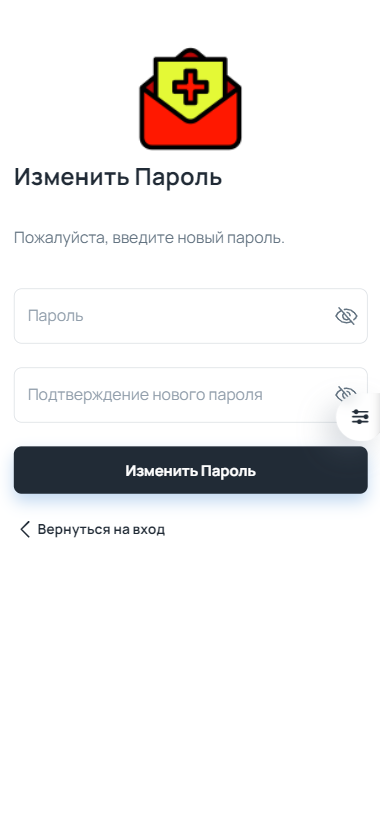 Изменить Пароль
Пожалуйста, введите новый пароль.
Пароль
Подтверждение нового пароля
Изменить Пароль
Вернуться на вход